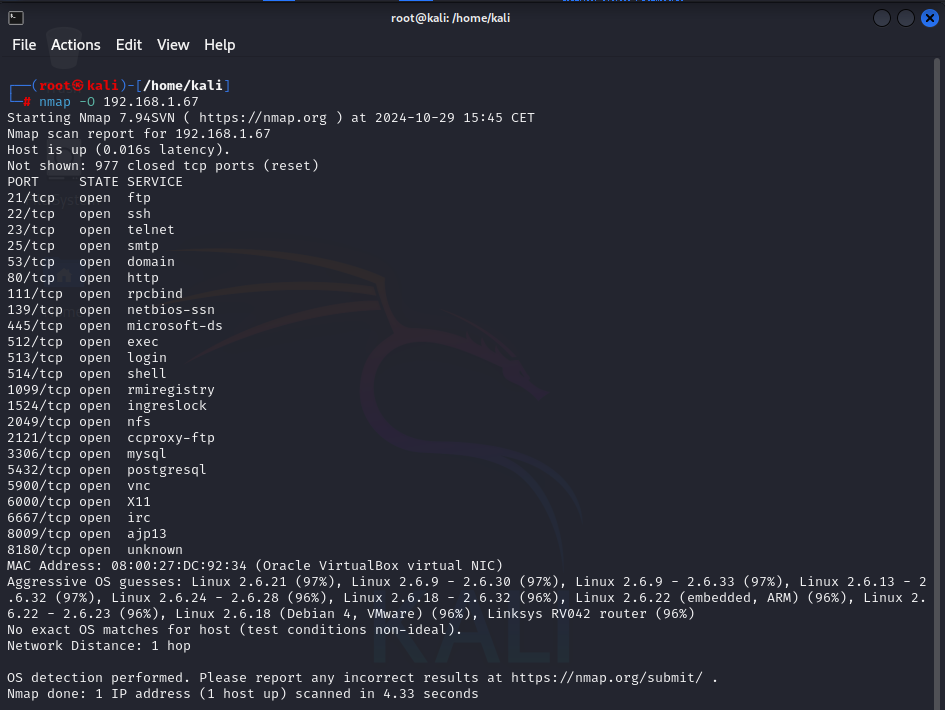 root@kali: /home/kali
File Actions Edit View Help
┌──(root㉿kali)-[/home/kali]
└─# nmap -O 192.168.1.67
Starting Nmap 7.94SVN ( https://nmap.org ) at 2024-10-29 15:45 CET
Nmap scan report for 192.168.1.67
Host is up (0.016s latency).
Not shown: 977 closed tcp ports (reset)
PORT     STATE SERVICE
21/tcp   open  ftp
22/tcp   open  ssh
23/tcp   open  telnet
25/tcp   open  smtp
53/tcp   open  domain
80/tcp   open  http
111/tcp  open  rpcbind
139/tcp  open  netbios-ssn
445/tcp  open  microsoft-ds
512/tcp  open  exec
513/tcp  open  login
514/tcp  open  shell
1099/tcp open  rmiregistry
1524/tcp open  ingreslock
2049/tcp open  nfs
2121/tcp open  ccproxy-ftp
3306/tcp open  mysql
5432/tcp open  postgresql
5900/tcp open  vnc
6000/tcp open  X11
6667/tcp open  irc
8009/tcp open  ajp13
8180/tcp open  unknown
MAC Address: 08:00:27:DC:92:34 (Oracle VirtualBox virtual NIC)
Aggressive OS guesses: Linux 2.6.21 (97%), Linux 2.6.9 - 2.6.30 (97%), Linux 2.6.9 - 2.6.33 (97%), Linux 2.6.13 - 2
.6.32 (97%), Linux 2.6.24 - 2.6.28 (96%), Linux 2.6.18 - 2.6.32 (96%), Linux 2.6.22 (embedded, ARM) (96%), Linux 2.
6.22 - 2.6.23 (96%), Linux 2.6.18 (Debian 4, VMware) (96%), Linksys RV042 router (96%)
No exact OS matches for host (test conditions non-ideal).
Network Distance: 1 hop
KALI
OS detection performed. Please report any incorrect results at https://nmap.org/submit/ .
Nmap done: 1 IP address (1 host up) scanned in 4.33 seconds